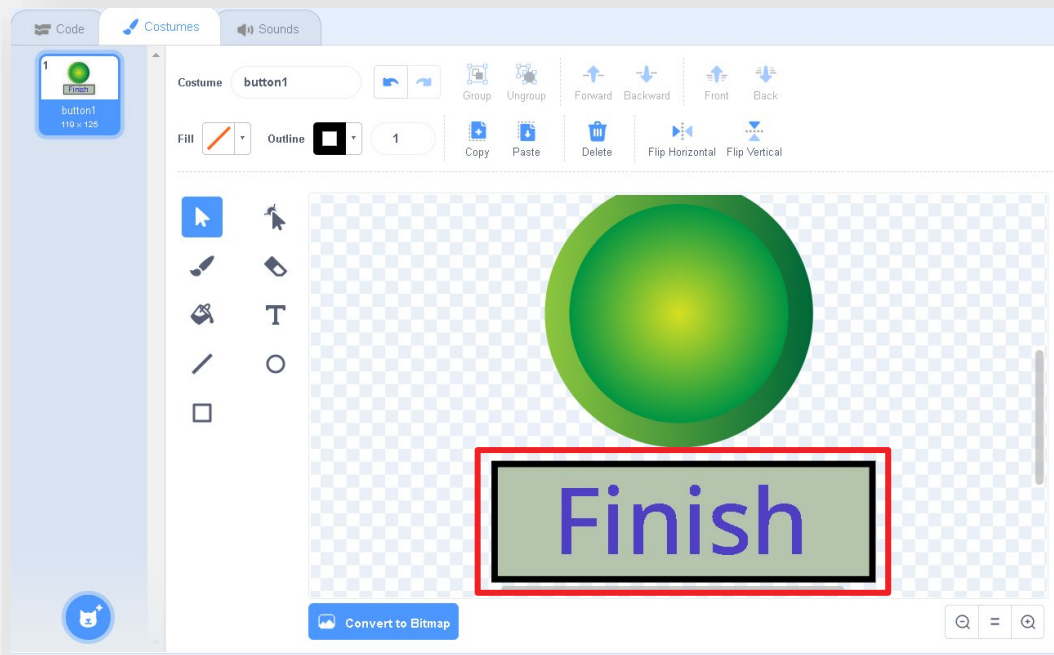 Code Costumes Sounds
1
Finish
button1
119 × 125
Costume button1
Group Ungroup Forward Backward Front Back
Fill Outline 1
Copy Paste Delete Flip Horizontal Flip Vertical
T
Finish
Convert to Bitmap